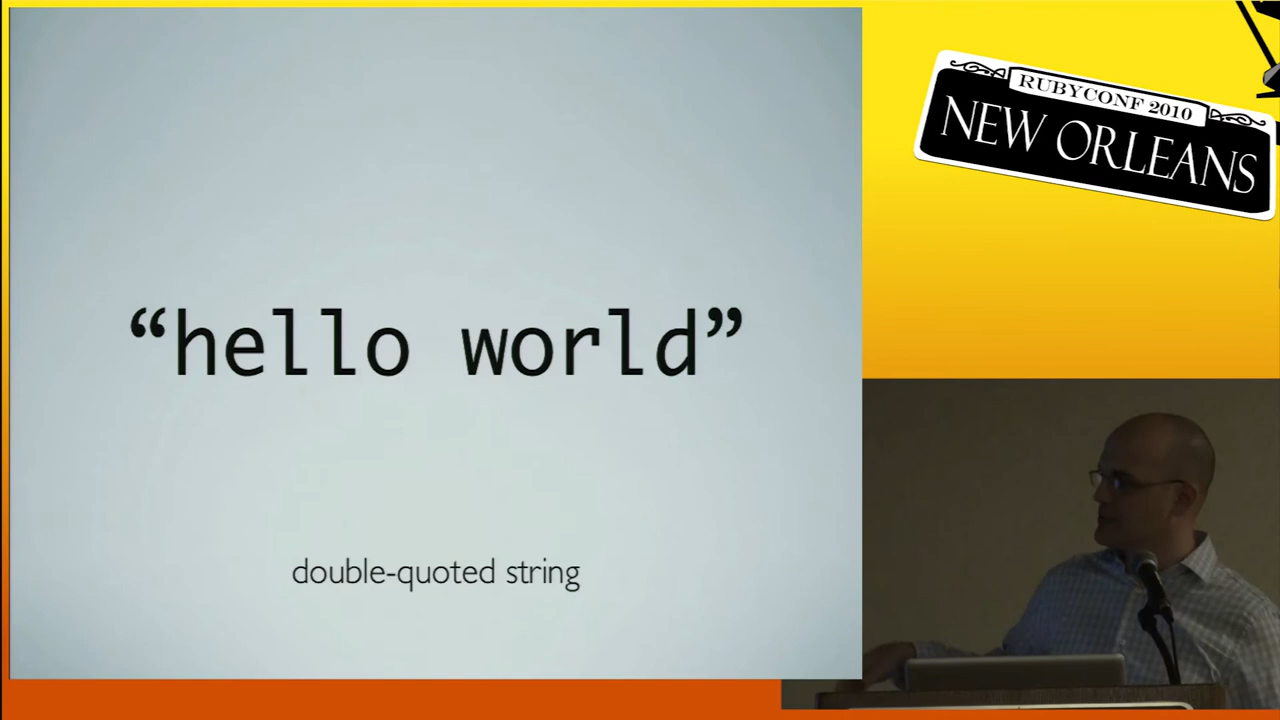 “hello world”
double-quoted string
RUBYCONF 2010
NEW ORLEANS